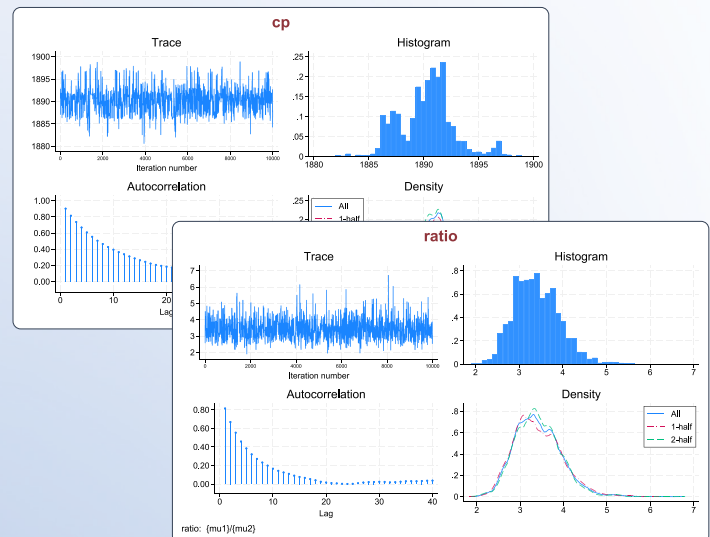 cp
Trace
1900
1895
1890
1885
1880
0 2000 4000 6000 8000 10000
Iteration number
Histogram
.25
.2
.15
.1
.05
0
1880 1885 1890 1895 1900
Autocorrelation
1.00
0.80
0.60
0.40
0.20
0.00
0 10 20
Lag
Density
.25
.2
All
1-half
ratio
Trace
7
6
5
4
3
2
0 2000 4000 6000 8000 10000
Iteration number
Histogram
.8
.6
.4
.2
0
2 3 4 5 6 7
Autocorrelation
0.80
0.60
0.40
0.20
0.00
0 10 20 30 40
Lag
Density
.8
.6
.4
.2
0
2 3 4 5 6 7
All
1-half
2-half
ratio: {mu1}/{mu2}